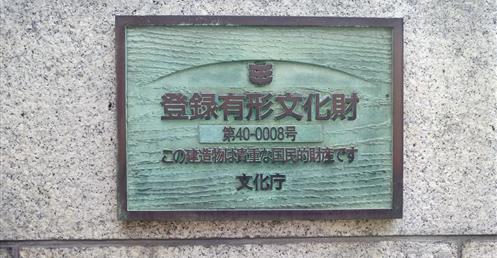 登録有形文化財
第40-0008号
この建造物は貴重な国民的財産です
文化庁